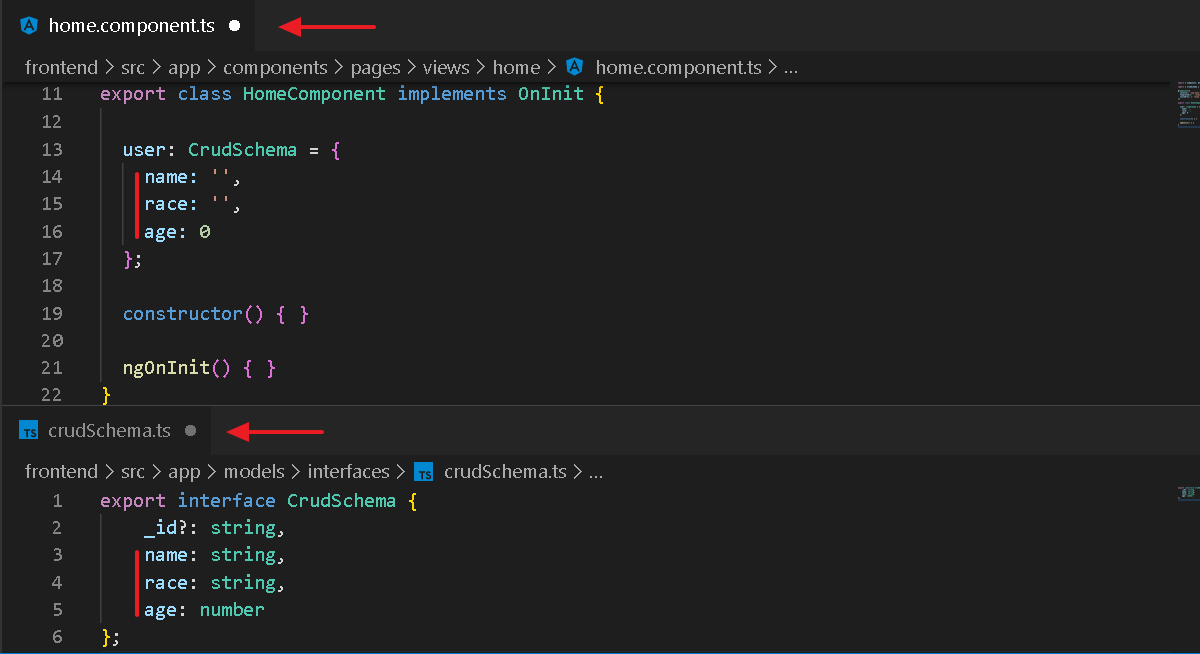 home.component.ts
frontend > src > app > components > pages > views > home > home.component.ts > ...
11 export class HomeComponent implements OnInit {
12
13 user: CrudSchema = {
14 name: '',
15 race: '',
16 age: 0
17 };
18
19 constructor() { }
20
21 ngOnInit() { }
22 }
TS crudSchema.ts
frontend > src > app > models > interfaces > TS crudSchema.ts > ...
1 export interface CrudSchema {
2 _id?: string,
3 name: string,
4 race: string,
5 age: number
6 };